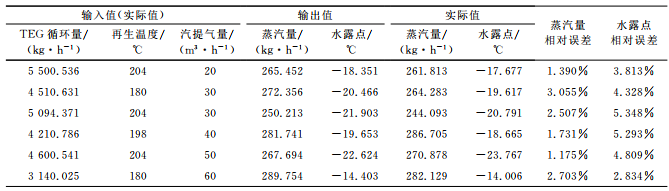 输入值(实际值) 输出值 实际值 蒸汽量 水露点
TEG循环量/ 再生温度/ 汽提气量/ 蒸汽量/ 水露点/ 蒸汽量/ 水露点/ 相对误差 相对误差
(kg·h⁻¹) ℃ (m³·h⁻¹) (kg·h⁻¹) ℃ (kg·h⁻¹) ℃
5 500.536 204 20 265.452 －18.351 261.813 －17.677 1.390% 3.813%
4 510.631 180 30 272.356 －20.466 264.283 －19.617 3.055% 4.328%
5 094.371 204 30 250.213 －21.903 244.093 －20.791 2.507% 5.348%
4 210.786 198 40 281.741 －19.653 286.705 －18.665 1.731% 5.293%
4 600.541 204 50 267.694 －22.624 270.878 －23.767 1.175% 4.809%
3 140.025 180 60 289.754 －14.403 282.129 －14.006 2.703% 2.834%